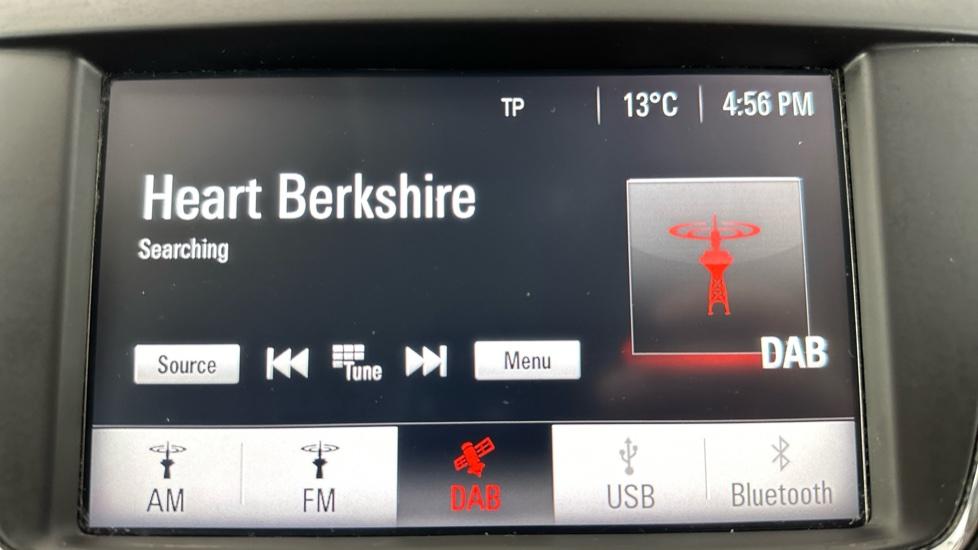 TP 13°C 4:56 PM
Heart Berkshire
Searching
DAB
Source Tune Menu
AM FM DAB USB Bluetooth